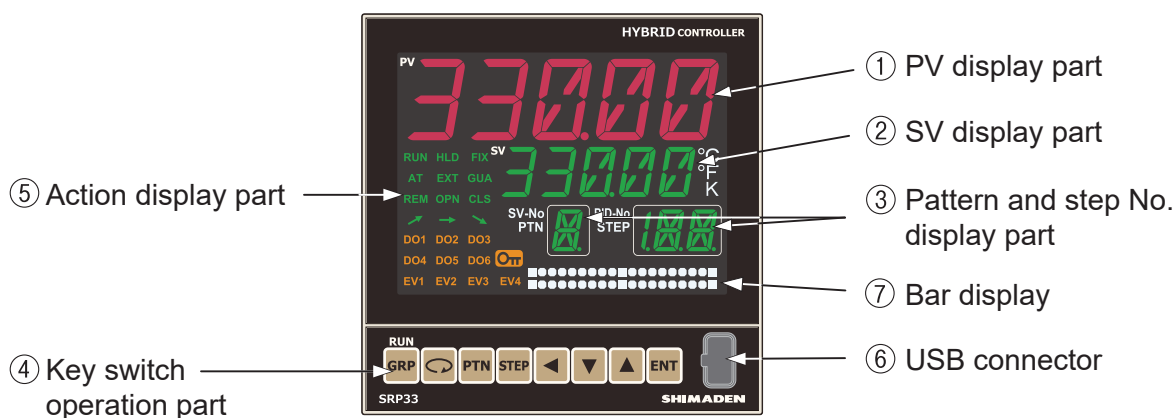 HYBRID CONTROLLER
PV
330.00
① PV display part
② SV display part
SV
330.00
°C
°F
K
RUN HLD FIX
AT EXT GUA
REM OPN CLS
⑤ Action display part
③ Pattern and step No.
display part
SV-No
PTN
8
PID-No
STEP
188
DO1 DO2 DO3
DO4 DO5 DO6
EV1 EV2 EV3 EV4
⑦ Bar display
RUN
GRP PTN STEP ENT
④ Key switch
operation part
⑥ USB connector
SRP33
SHIMADEN